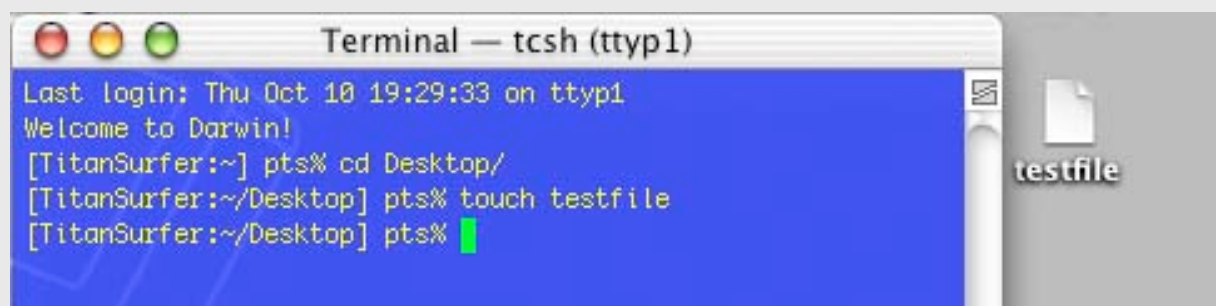 Terminal — tcsh (ttyp1)
Last login: Thu Oct 10 19:29:33 on ttyp1
Welcome to Darwin!
[TitanSurfer:~] pts% cd Desktop/
[TitanSurfer:~/Desktop] pts% touch testfile
[TitanSurfer:~/Desktop] pts%
testfile